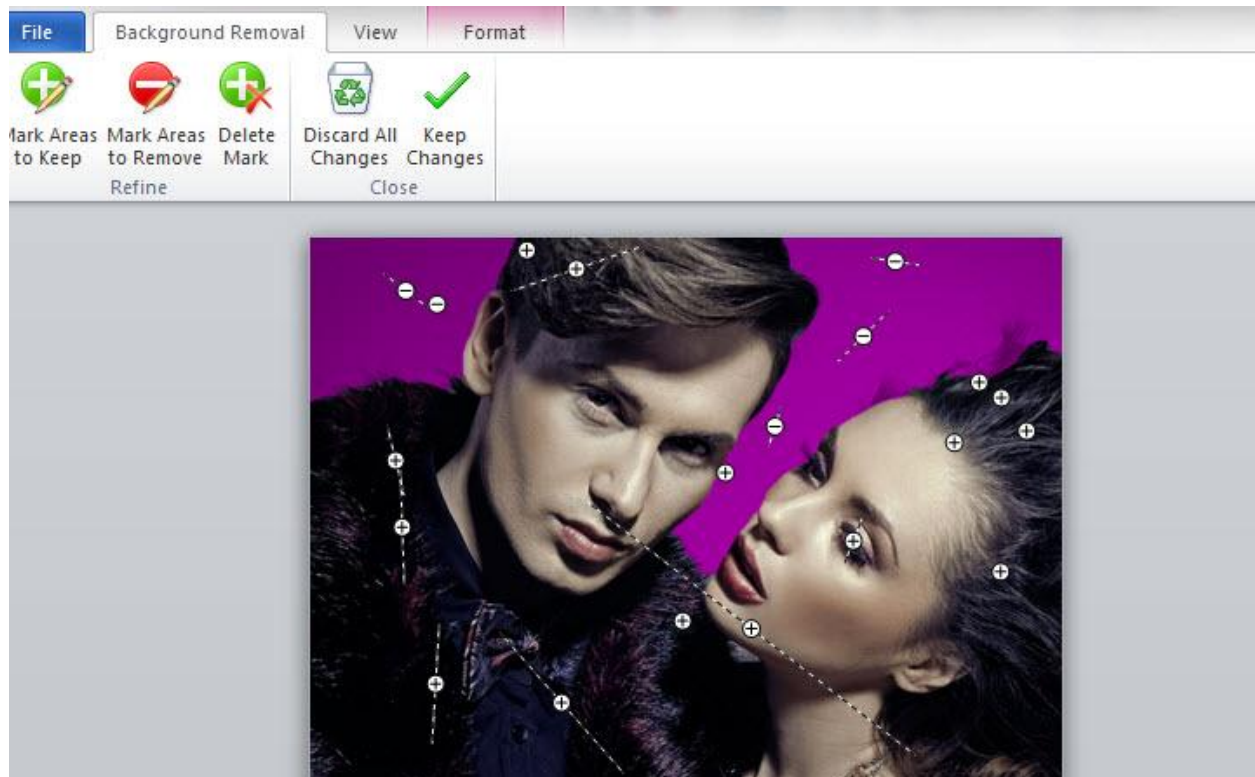 File Background Removal View Format
Mark Areas Mark Areas Delete Discard All Keep
to Keep to Remove Mark Changes Changes
Refine Close